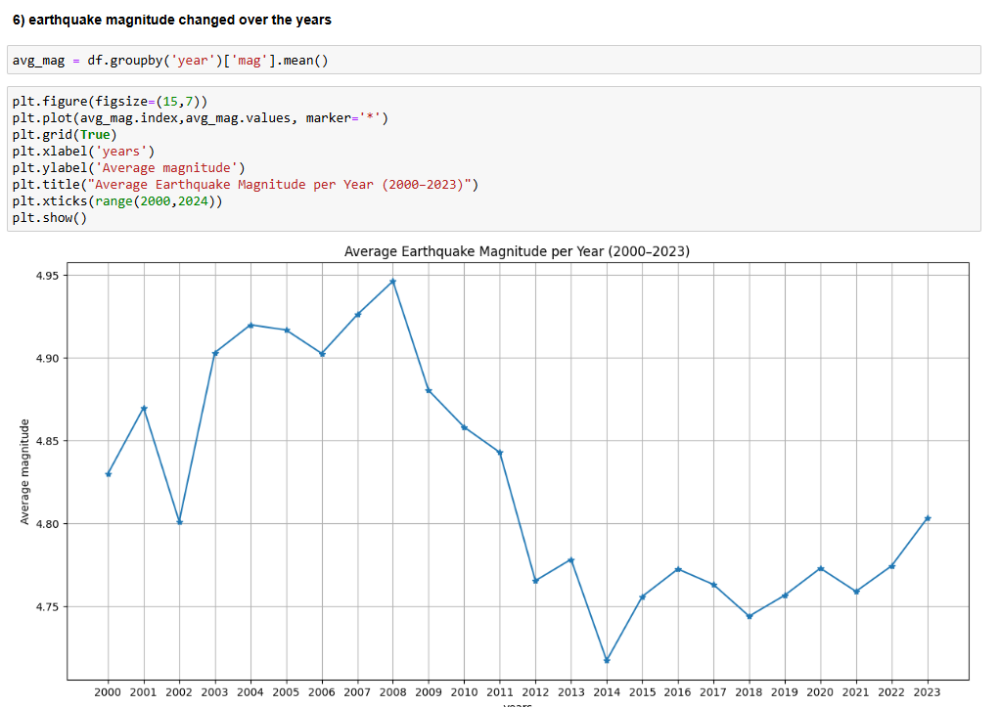 6) earthquake magnitude changed over the years
avg_mag = df.groupby('year')['mag'].mean()
plt.figure(figsize=(15,7))
plt.plot(avg_mag.index,avg_mag.values, marker='*')
plt.grid(True)
plt.xlabel('years')
plt.ylabel('Average magnitude')
plt.title("Average Earthquake Magnitude per Year (2000–2023)")
plt.xticks(range(2000,2024))
plt.show()
Average Earthquake Magnitude per Year (2000–2023)
4.95
4.90
4.85
4.80
4.75
Average magnitude
2000 2001 2002 2003 2004 2005 2006 2007 2008 2009 2010 2011 2012 2013 2014 2015 2016 2017 2018 2019 2020 2021 2022 2023
years